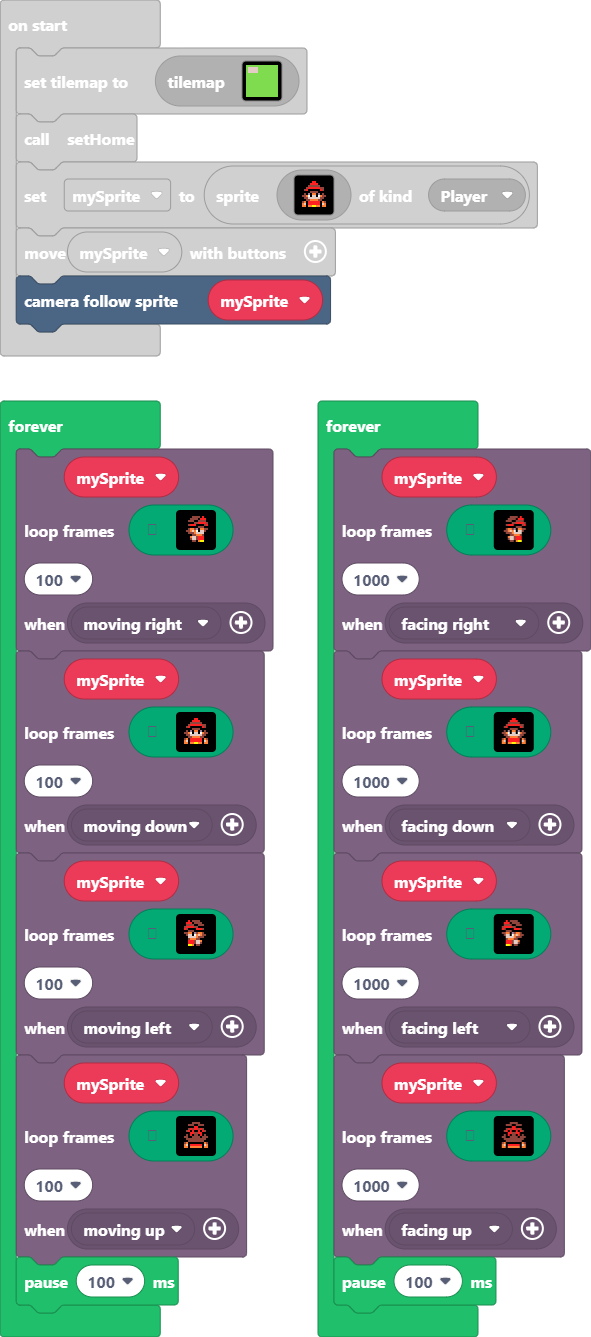 on start
set tilemap to tilemap
call setHome
set mySprite to sprite of kind Player
move mySprite with buttons
camera follow sprite mySprite
forever
mySprite
loop frames
100
when moving right
mySprite
loop frames
100
when moving down
mySprite
loop frames
100
when moving left
mySprite
loop frames
100
when moving up
pause 100 ms
forever
mySprite
loop frames
1000
when facing right
mySprite
loop frames
1000
when facing down
mySprite
loop frames
1000
when facing left
mySprite
loop frames
1000
when facing up
pause 100 ms